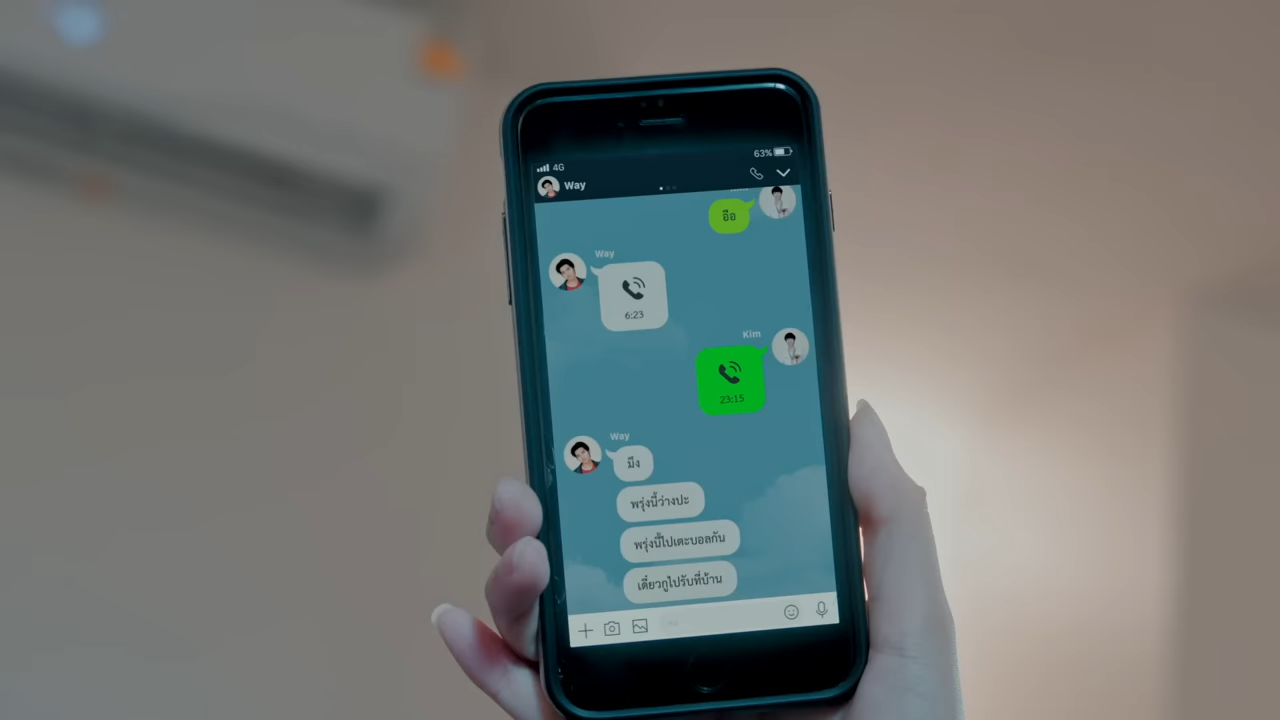 4G
63%
Way
อือ
Way
6:23
Kim
23:15
Way
มึง
พรุ่งนี้ว่างปะ
พรุ่งนี้ไปเตะบอลกัน
เดี๋ยวกูไปรับที่บ้าน